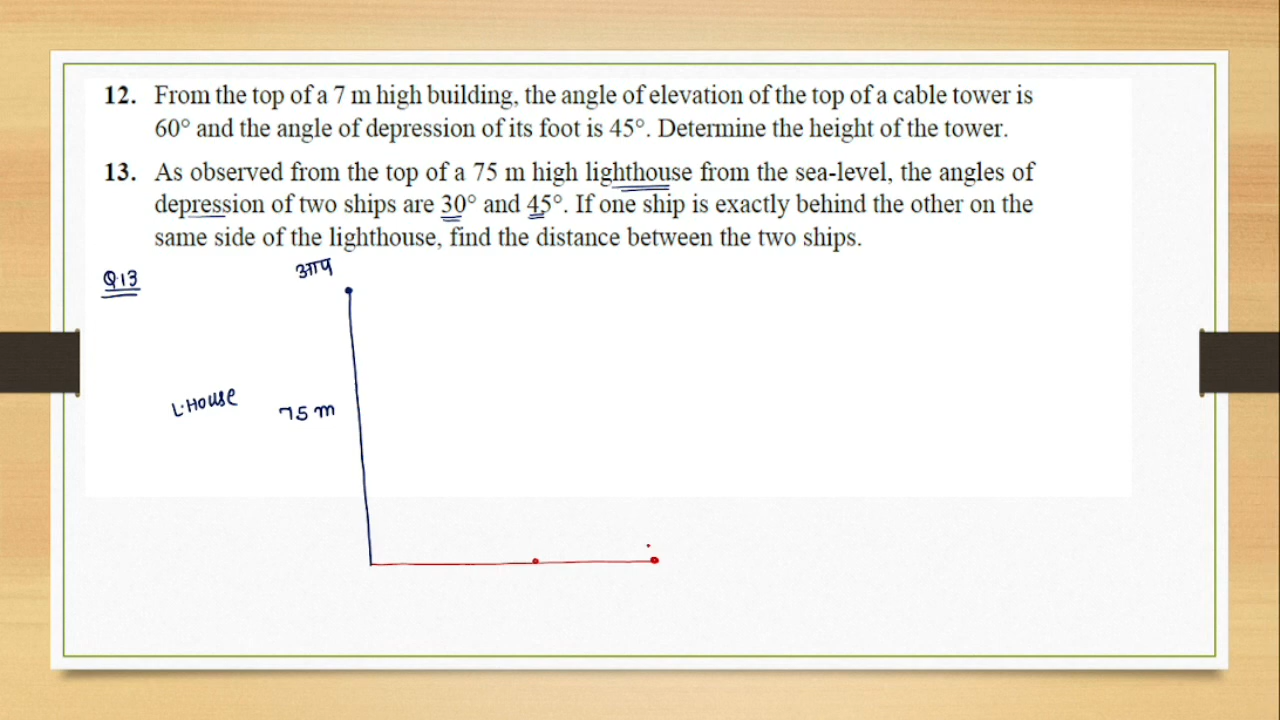 12. From the top of a 7 m high building, the angle of elevation of the top of a cable tower is
60° and the angle of depression of its foot is 45°. Determine the height of the tower.
13. As observed from the top of a 75 m high lighthouse from the sea-level, the angles of
depression of two ships are 30° and 45°. If one ship is exactly behind the other on the
same side of the lighthouse, find the distance between the two ships.
Q.13
आप
L.House
75 m